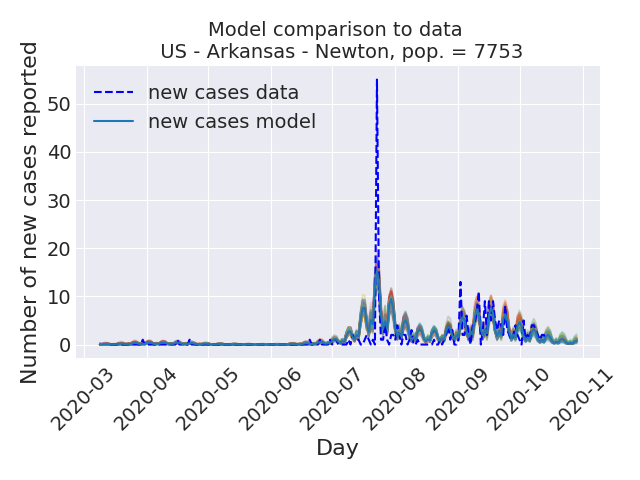 Model comparison to data
US - Arkansas - Newton, pop. = 7753
Number of new cases reported
new cases data
new cases model
50
40
30
20
10
0
2020-03
2020-04
2020-05
2020-06
2020-07
2020-08
2020-09
2020-10
2020-11
Day